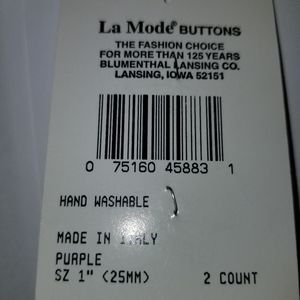 La Mode® BUTTONS
THE FASHION CHOICE
FOR MORE THAN 125 YEARS
BLUMENTHAL LANSING CO.
LANSING, IOWA 52151
0 75160 45883 1
HAND WASHABLE
MADE IN ITALY
PURPLE
SZ 1" (25MM) 2 COUNT